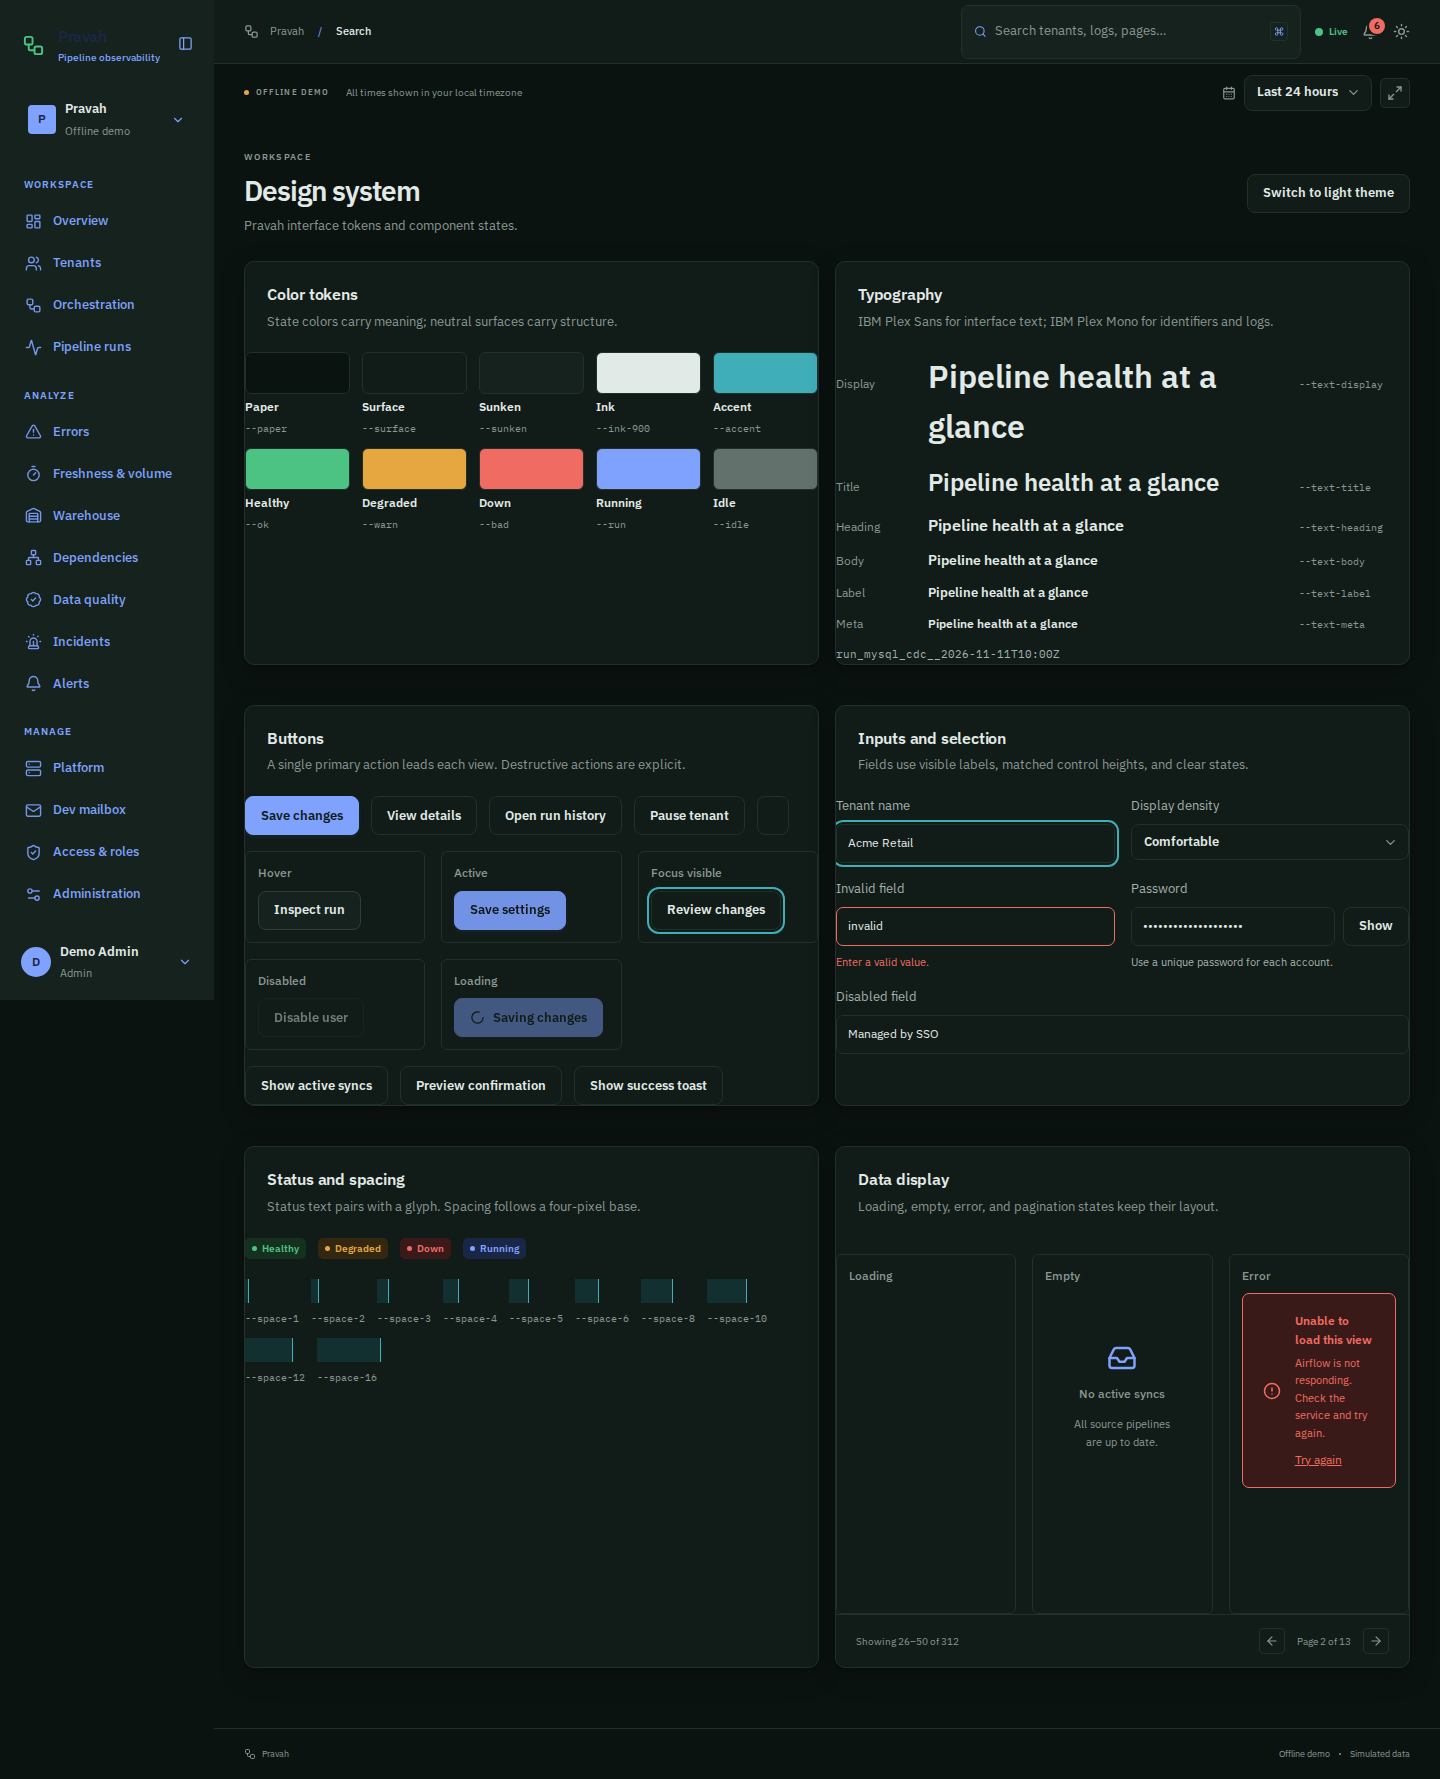 Pravah
Pipeline observability
Pravah
Offline demo
WORKSPACE
Overview
Tenants
Orchestration
Pipeline runs
ANALYZE
Errors
Freshness & volume
Warehouse
Dependencies
Data quality
Incidents
Alerts
MANAGE
Platform
Dev mailbox
Access & roles
Administration
D
Demo Admin
Admin
P
Pravah / Search
Search tenants, logs, pages...
⌘
Live
6
OFFLINE DEMO All times shown in your local timezone
Last 24 hours
WORKSPACE
Design system
Pravah interface tokens and component states.
Switch to light theme
Color tokens
State colors carry meaning; neutral surfaces carry structure.
Paper Surface Sunken Ink Accent
--paper --surface --sunken --ink-900 --accent
Healthy Degraded Down Running Idle
--ok --warn --bad --run --idle
Typography
IBM Plex Sans for interface text; IBM Plex Mono for identifiers and logs.
Display Pipeline health at a glance --text-display
Title Pipeline health at a glance --text-title
Heading Pipeline health at a glance --text-heading
Body Pipeline health at a glance --text-body
Label Pipeline health at a glance --text-label
Meta Pipeline health at a glance --text-meta
run_mysql_cdc__2026-11-11T10:00Z
Buttons
A single primary action leads each view. Destructive actions are explicit.
Save changes View details Open run history Pause tenant
Hover Active Focus visible
Inspect run Save settings Review changes
Disabled Loading
Disable user Saving changes
Show active syncs Preview confirmation Show success toast
Inputs and selection
Fields use visible labels, matched control heights, and clear states.
Tenant name Display density
Acme Retail Comfortable
Invalid field Password
invalid •••••••••••••••••••• Show
Enter a valid value. Use a unique password for each account.
Disabled field
Managed by SSO
Status and spacing
Status text pairs with a glyph. Spacing follows a four-pixel base.
Healthy Degraded Down Running
--space-1 --space-2 --space-3 --space-4 --space-5 --space-6 --space-8 --space-10
--space-12 --space-16
Data display
Loading, empty, error, and pagination states keep their layout.
Loading
Empty
No active syncs
All source pipelines
are up to date.
Error
Unable to
load this view
Airflow is not
responding.
Check the
service and try
again.
Try again
Showing 26–50 of 312 Page 2 of 13
Pravah Offline demo • Simulated data